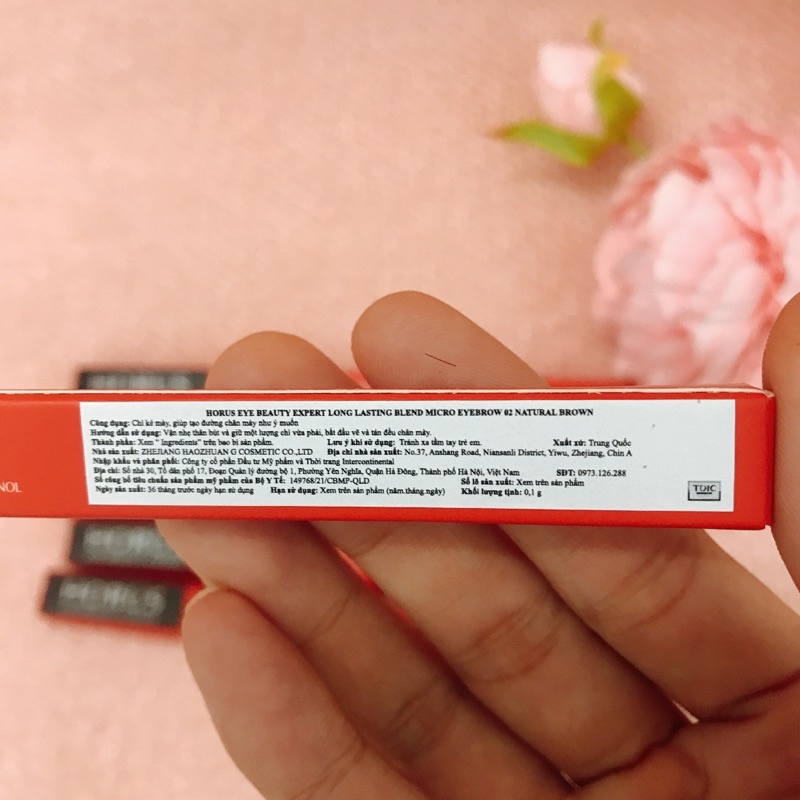 HORUS EYE BEAUTY EXPERT LONG LASTING BLEND MICRO EYEBROW 02 NATURAL BROWN
Công dụng: Chì kẻ mày, giúp tạo đường chân mày như ý muốn
Hướng dẫn sử dụng: Vặn nhẹ thân bút và giữ một lượng chì vừa phải, bắt đầu vẽ và tán đều chân mày.
Thành phần: Xem " Ingredients" trên bao bì sản phẩm. Lưu ý khi sử dụng: Tránh xa tầm tay trẻ em. Xuất xứ: Trung Quốc
Nhà sản xuất: ZHEJIANG HAOZHUAN G COSMETIC CO.,LTD Địa chỉ nhà sản xuất: No.37, Anshang Road, Niansanli District, Yiwu, Zhejiang, Chin A
Nhập khẩu và phân phối: Công ty cổ phần Đầu tư Mỹ phẩm và Thời trang Intercontinental
Địa chỉ: Số nhà 30, Tổ dân phố 17, Đoạn Quản lý đường bộ 1, Phường Yên Nghĩa, Quận Hà Đông, Thành phố Hà Nội, Việt Nam SĐT: 0973.126.288
Số công bố tiêu chuẩn sản phẩm mỹ phẩm của Bộ Y TẾ: 149768/21/CBMP-QLD Số lô sản xuất: Xem trên sản phẩm
Ngày sản xuất: 36 tháng trước ngày hạn sử dụng Hạn sử dụng: Xem trên sản phẩm (năm.tháng.ngày) Khối lượng tịnh: 0,1 g
TDIC
NOL
HORUS
HORUS